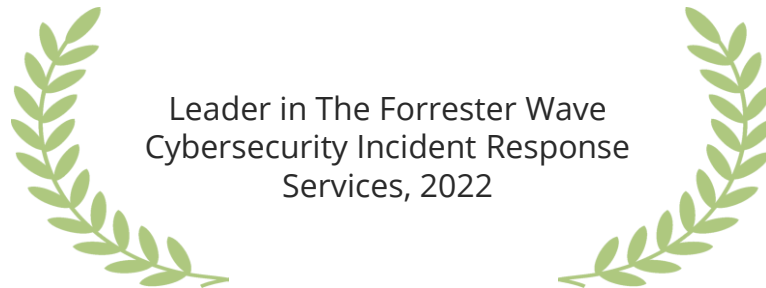 Leader in The Forrester Wave
Cybersecurity Incident Response
Services, 2022